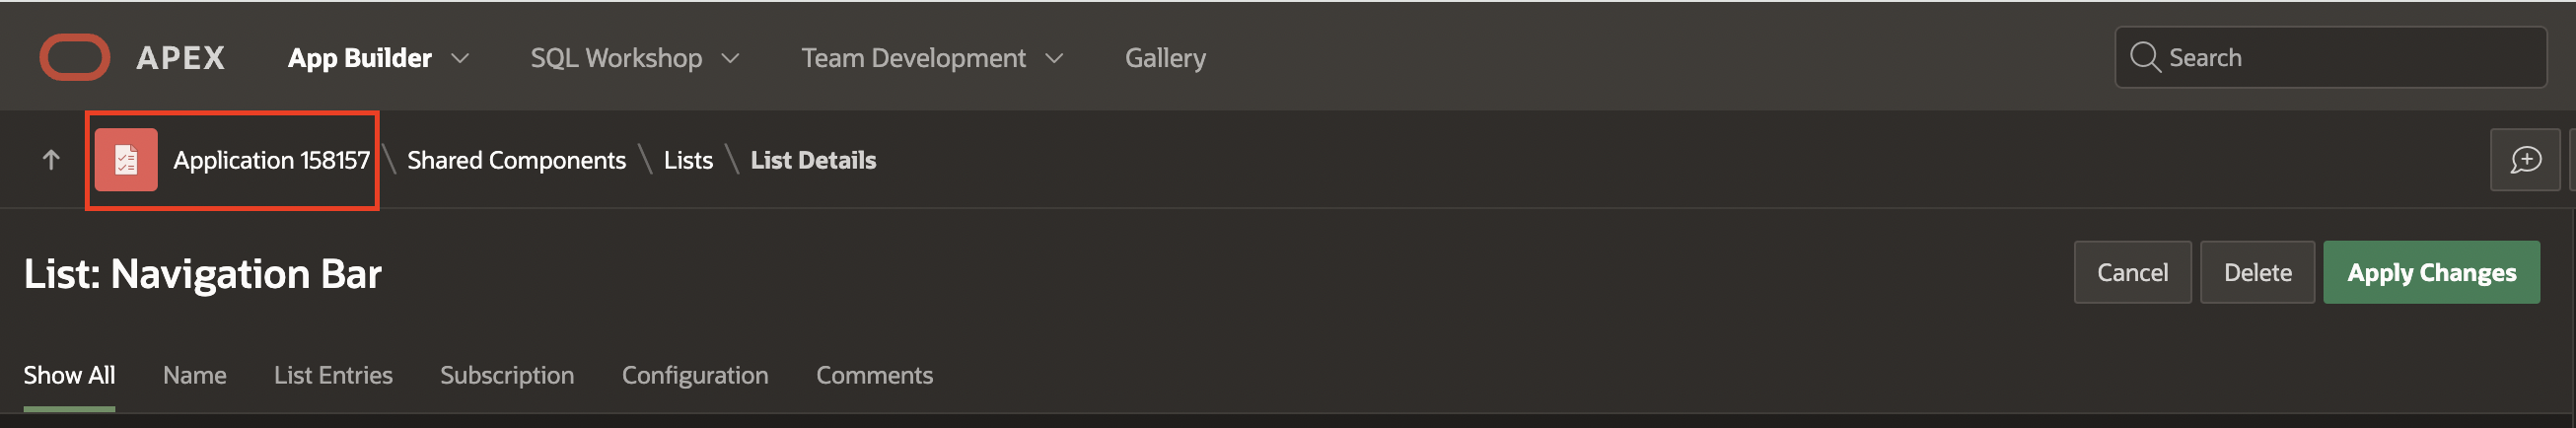 APEX App Builder SQL Workshop Team Development Gallery Search
Application 158157 \ Shared Components \ Lists \ List Details
List: Navigation Bar Cancel Delete Apply Changes
Show All Name List Entries Subscription Configuration Comments